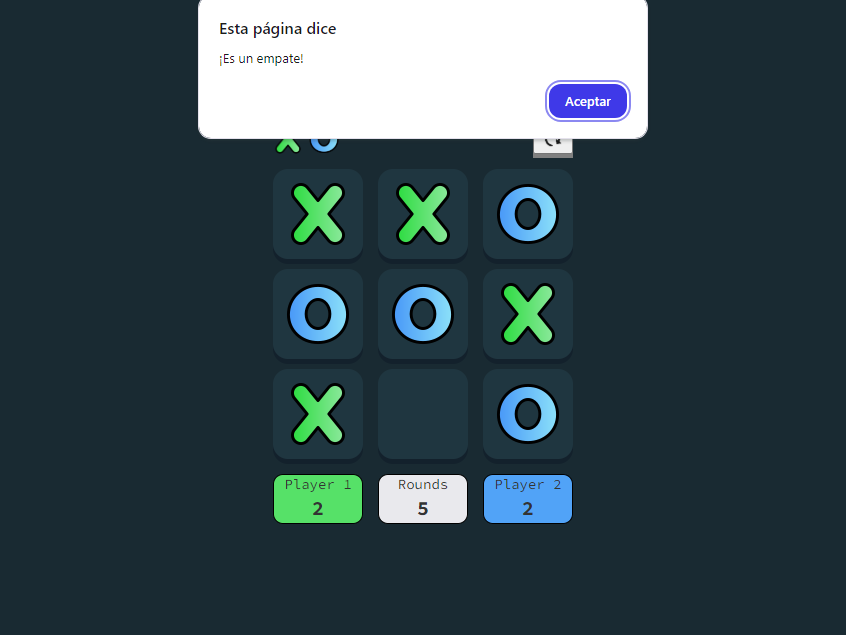 Esta página dice
¡Es un empate!
Aceptar
X O
X X O
O O X
X O
Player 1 Rounds Player 2
2 5 2